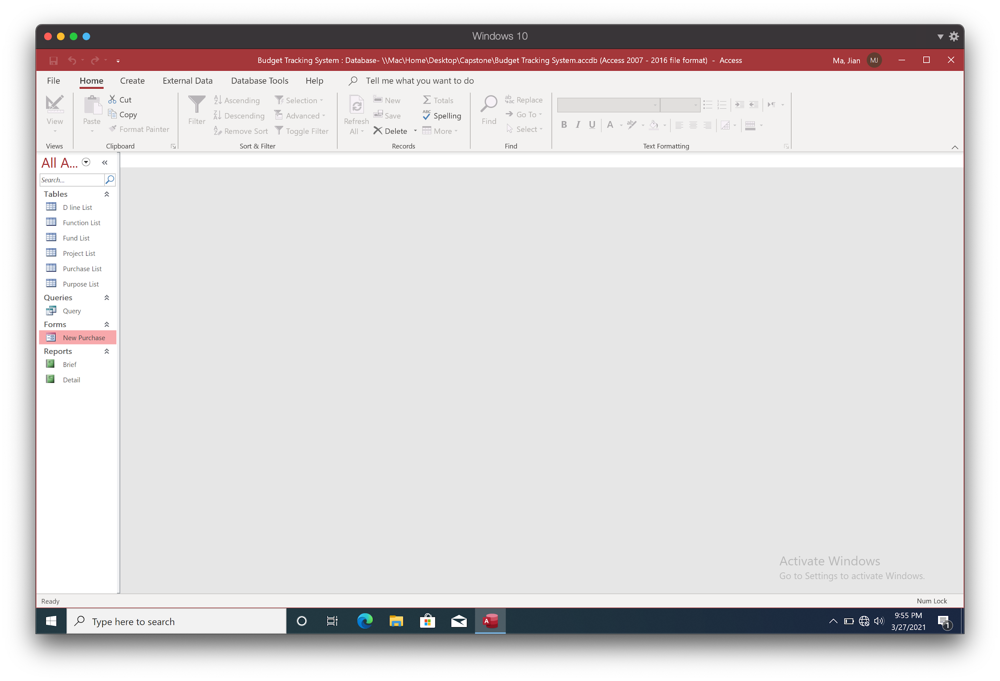 Windows 10
Budget Tracking System : Database- \\Mac\Home\Desktop\Capstone\Budget Tracking System.accdb (Access 2007 - 2016 file format) - Access
Ma, Jian MJ
File Home Create External Data Database Tools Help Tell me what you want to do
View
Views
Paste
Cut
Copy
Format Painter
Clipboard
Filter
Ascending
Descending
Remove Sort
Selection
Advanced
Toggle Filter
Sort & Filter
Refresh
All
New
Save
Delete
Totals
Spelling
More
Records
Find
Replace
Go To
Select
Find
B I U A
Text Formatting
All A...
Search...
Tables
D line List
Function List
Fund List
Project List
Purchase List
Purpose List
Queries
Query
Forms
New Purchase
Reports
Brief
Detail
Activate Windows
Go to Settings to activate Windows.
Ready
Num Lock
Type here to search
A
9:55 PM
3/27/2021
1